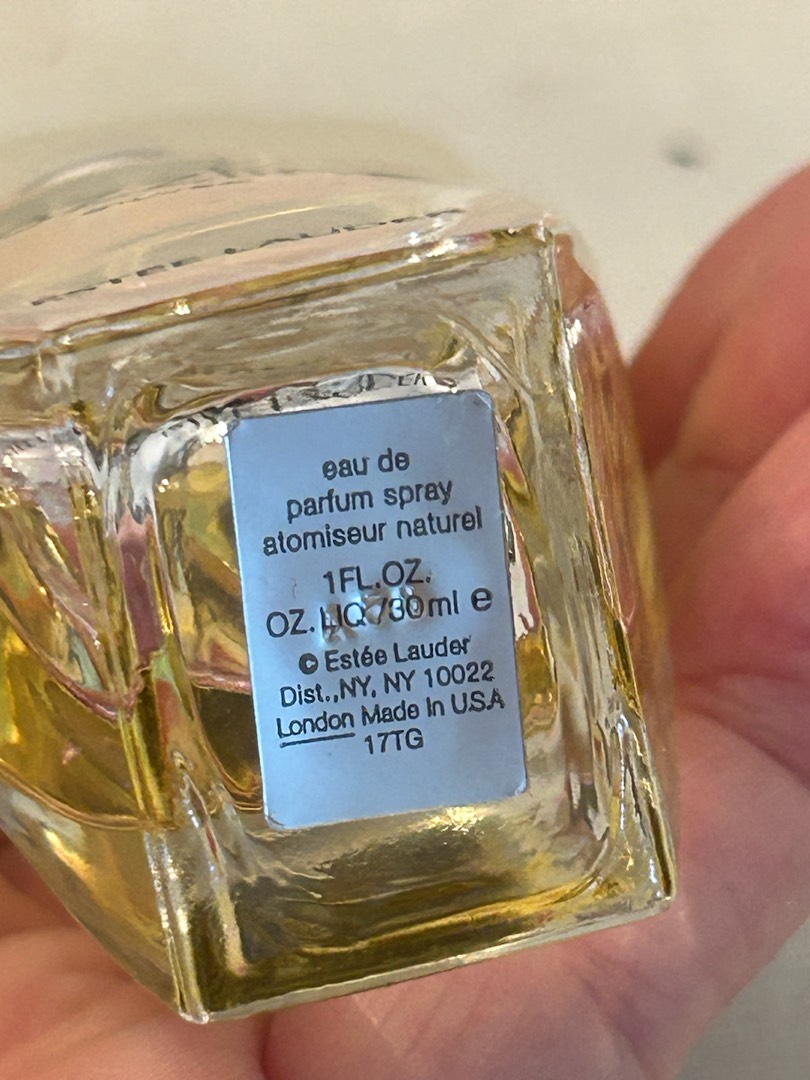 eau de
parfum spray
atomiseur naturel
1FL.OZ.
OZ. LIQ/30ml e
© Estée Lauder
Dist.,NY, NY 10022
London Made In U.S.A
17TG